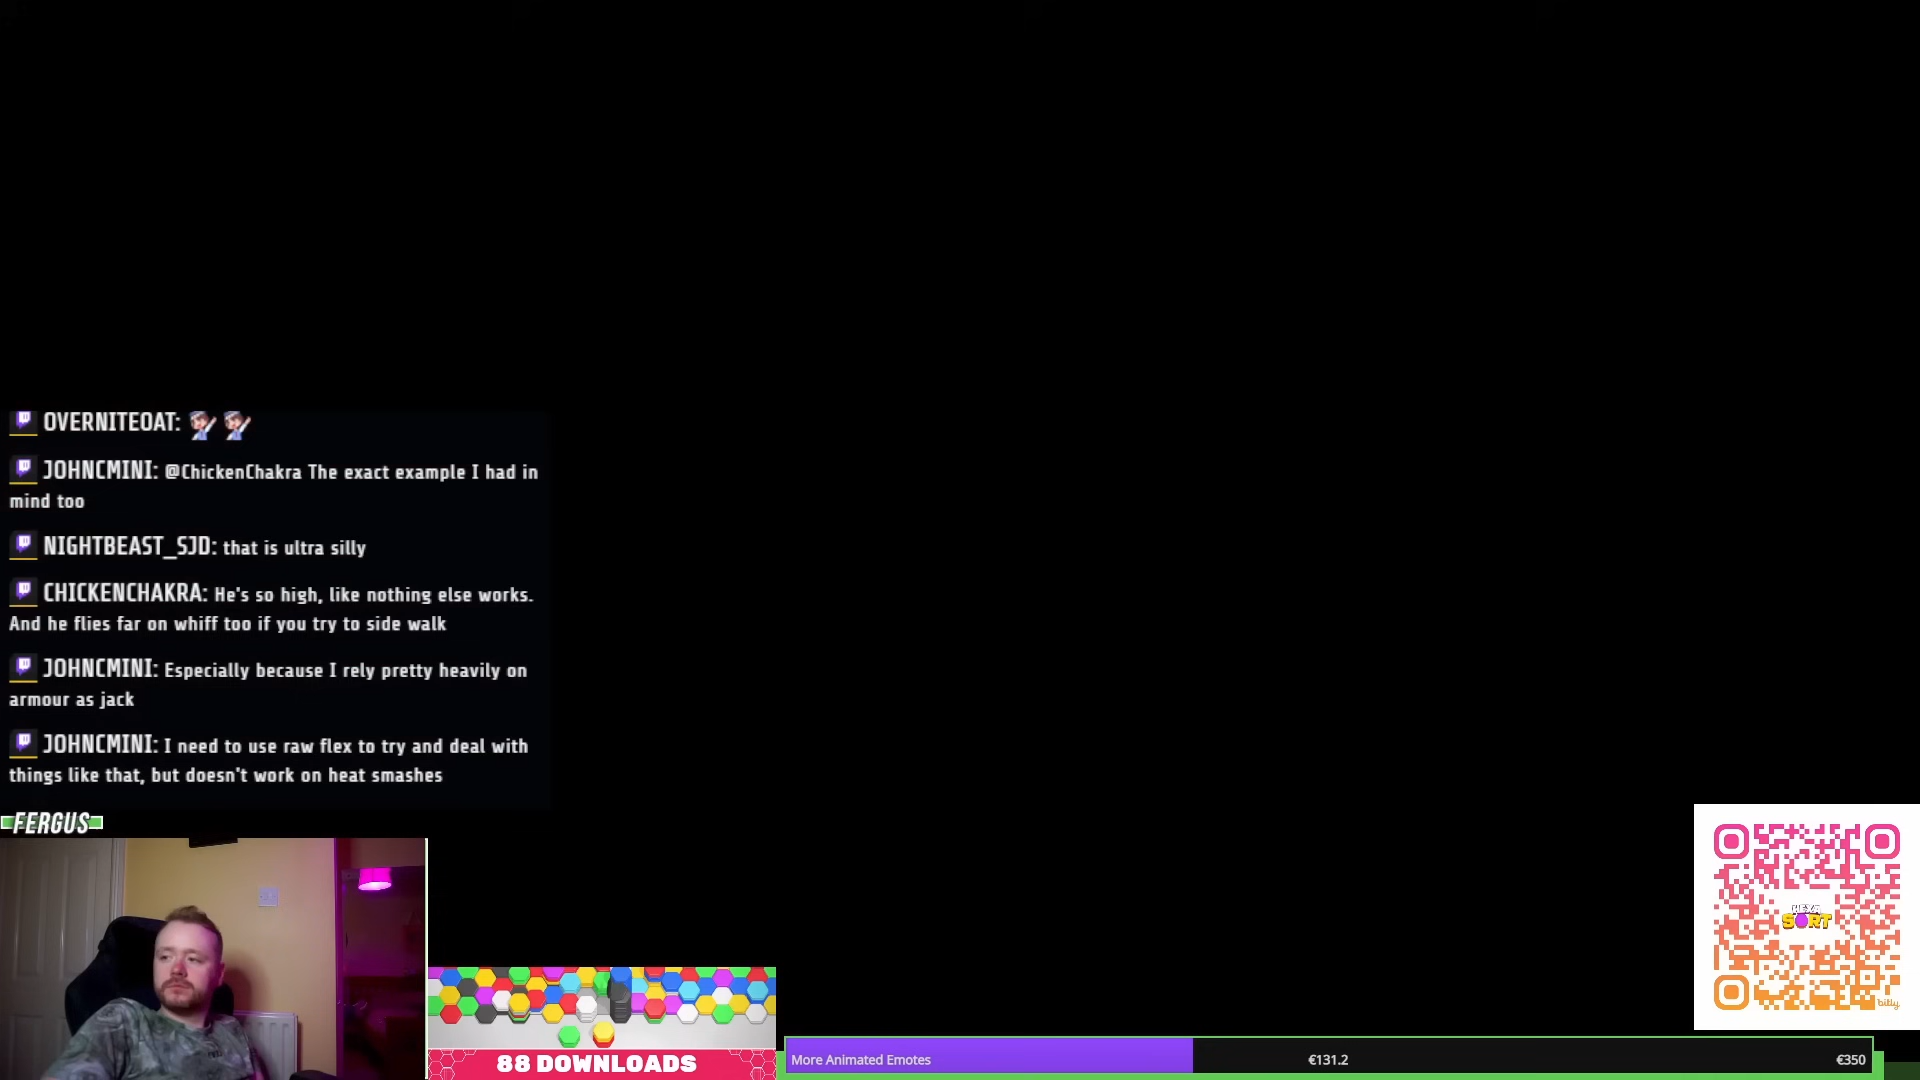 OVERNITEOAT:
JOHNCMINI: @ChickenChakra The exact example I had in
mind too
NIGHTBEAST_SJD: that is ultra silly
CHICKENCHAKRA: He's so high, like nothing else works.
And he flies far on whiff too if you try to side walk
JOHNCMINI: Especially because I rely pretty heavily on
armour as jack
JOHNCMINI: I need to use raw flex to try and deal with
things like that, but doesn't work on heat smashes
FERGUS
HEXA
SORT
bitly
88 DOWNLOADS
More Animated Emotes €131.2 €350